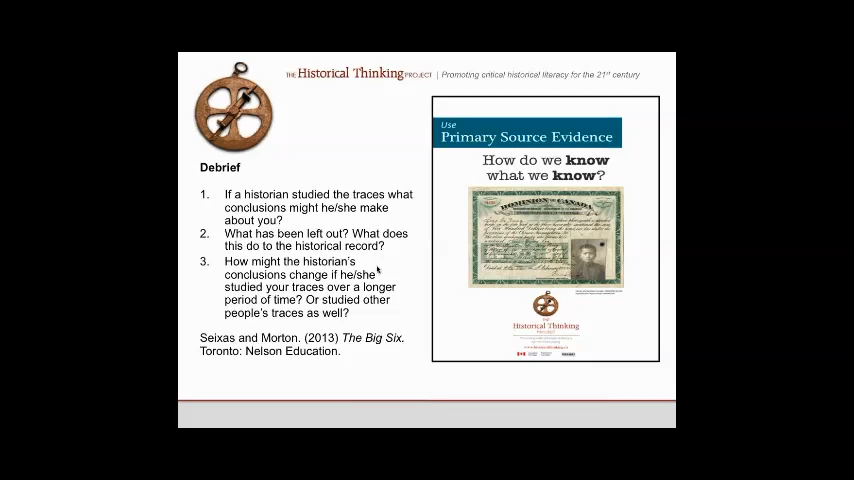 THE Historical Thinking PROJECT | Promoting critical historical literacy for the 21st century
Debrief
1. If a historian studied the traces what
conclusions might he/she make
about you?
2. What has been left out? What does
this do to the historical record?
3. How might the historian's
conclusions change if he/she
studied your traces over a longer
period of time? Or studied other
people's traces as well?
Seixas and Morton. (2013) The Big Six.
Toronto: Nelson Education.
Use
Primary Source Evidence
How do we know
what we know?
DOMINION OF CANADA
THE
Historical Thinking
PROJECT